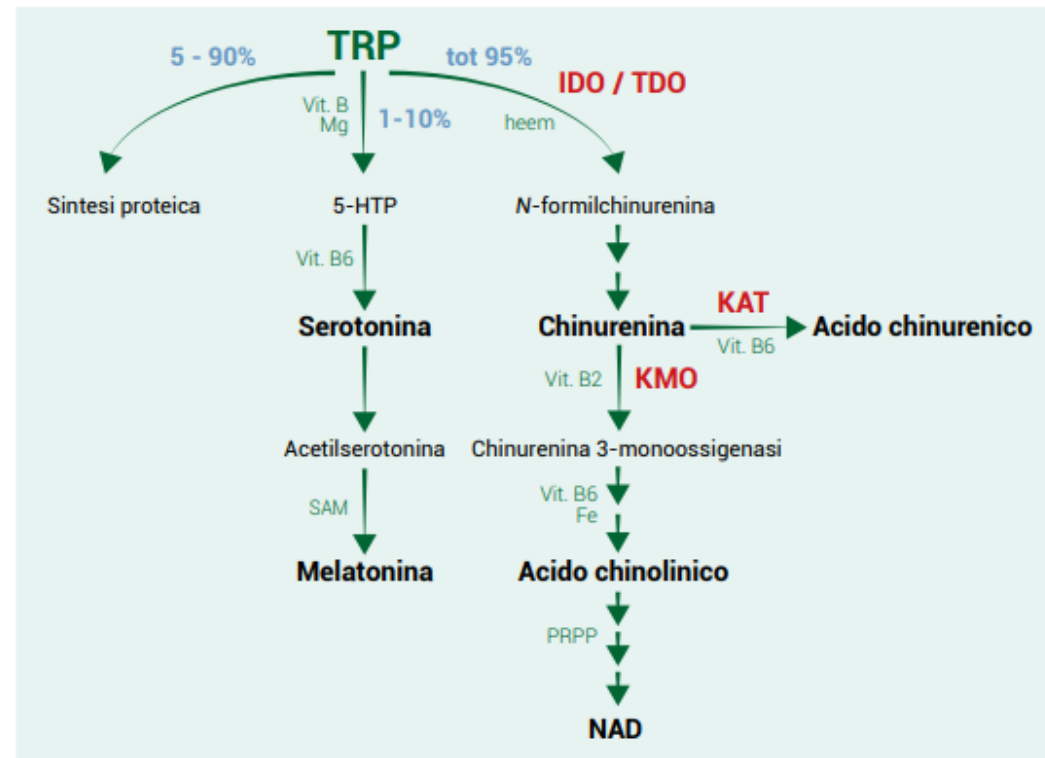 TRP
5 - 90%
tot 95%
IDO / TDO
Vit. B
Mg
1-10%
heem
Sintesi proteica
5-HTP
N-formilchinurenina
Vit. B6
KAT
Serotonina
Chinurenina
Acido chinurenico
Vit. B6
Vit. B2
KMO
Acetilserotonina
Chinurenina 3-monoossigenasi
Vit. B6
Fe
SAM
Melatonina
Acido chinolinico
PRPP
NAD